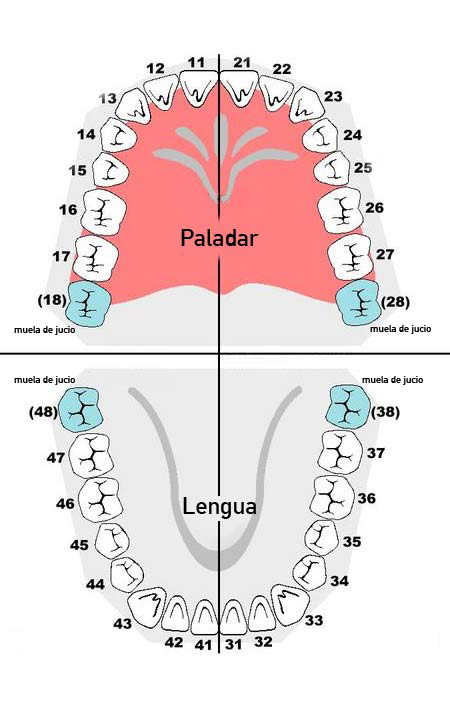 11 21
12 22
13 23
14 24
15 25
16 26
Paladar
17 27
(18) (28)
muela de jucio muela de jucio
muela de jucio muela de jucio
(48) (38)
47 37
46 36
Lengua
45 35
44 34
43 33
42 41 31 32